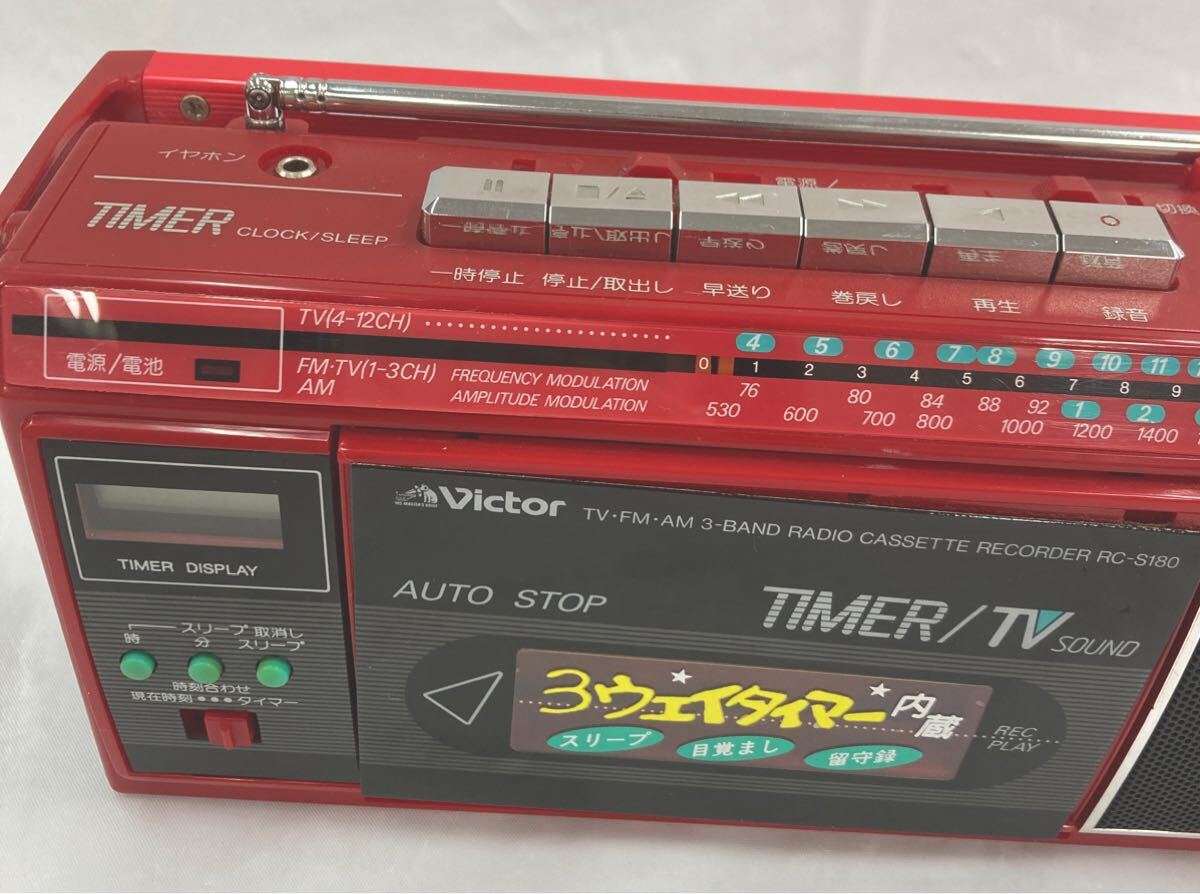 イヤホン
電源/
切換
TIMER CLOCK/SLEEP
一時停止 停止/取出し 早送り 巻戻し 再生 録音
電源/電池
TV(4-12CH)
4 5 6 7 8 9 10 11
0 1 2 3 4 5 6 7 8 9
FM・TV(1-3CH) FREQUENCY MODULATION 76 80 84 88 92 1 2
AM AMPLITUDE MODULATION 530 600 700 800 1000 1200 1400
TIMER DISPLAY
時 スリープ 分 取消し スリープ
時刻合わせ
現在時刻 ●●● タイマー
HIS MASTER'S VOICE
Victor TV・FM・AM 3-BAND RADIO CASSETTE RECORDER RC-S180
AUTO STOP
TIMER/TV SOUND
3ウェイタイマー内蔵
スリープ 目覚まし 留守録
REC
PLAY